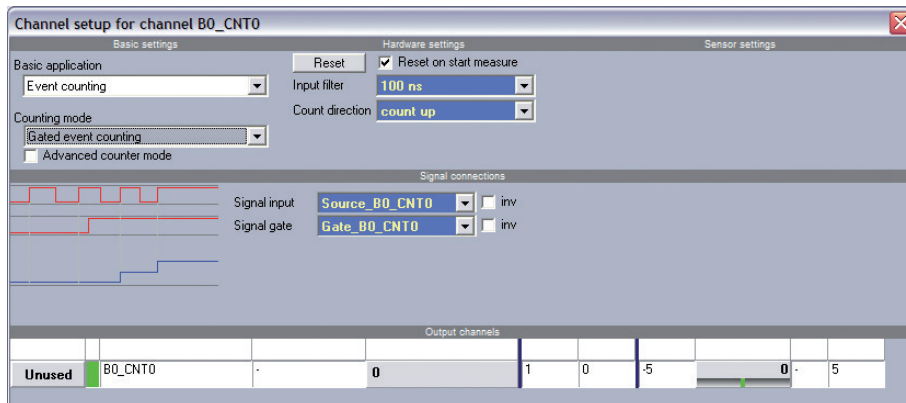 Channel setup for channel B0_CNT0
Basic settings
Hardware settings
Sensor settings
Basic application
Event counting
Counting mode
Gated event counting
Advanced counter mode
Reset
Reset on start measure
Input filter
100 ns
Count direction
count up
Signal connections
Signal input
Source_B0_CNT0
inv
Signal gate
Gate_B0_CNT0
inv
Output channels
Unused B0_CNT0 - 0 1 0 -5 0 - 5